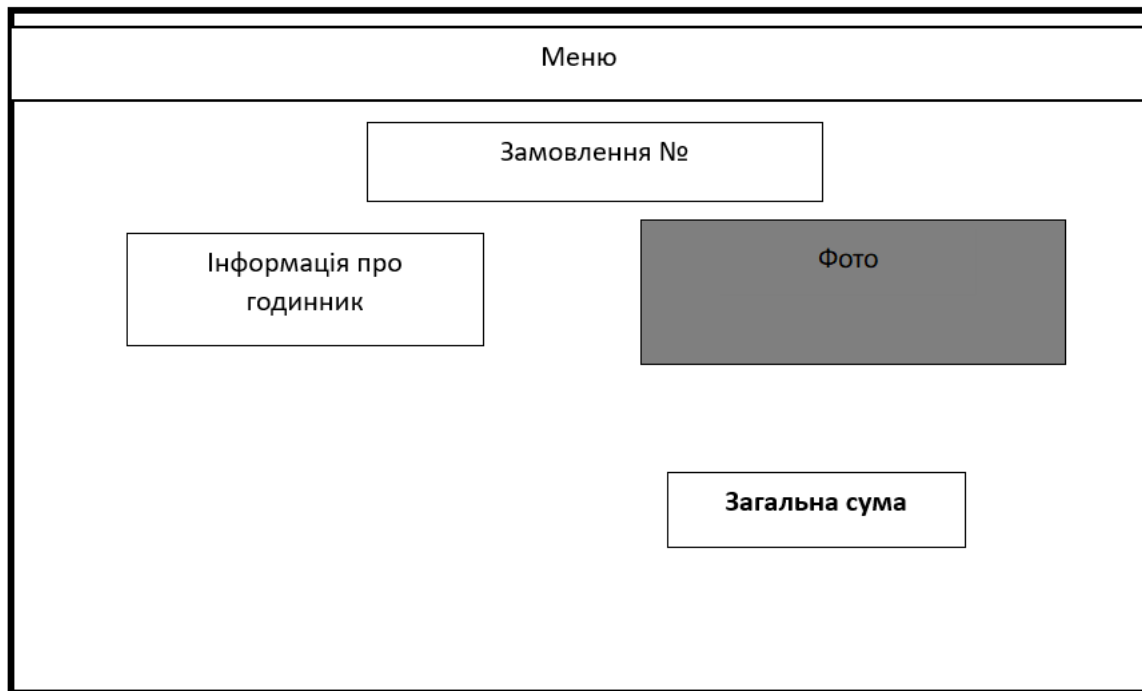 Меню
Замовлення №
Інформація про
годинник
Фото
Загальна сума